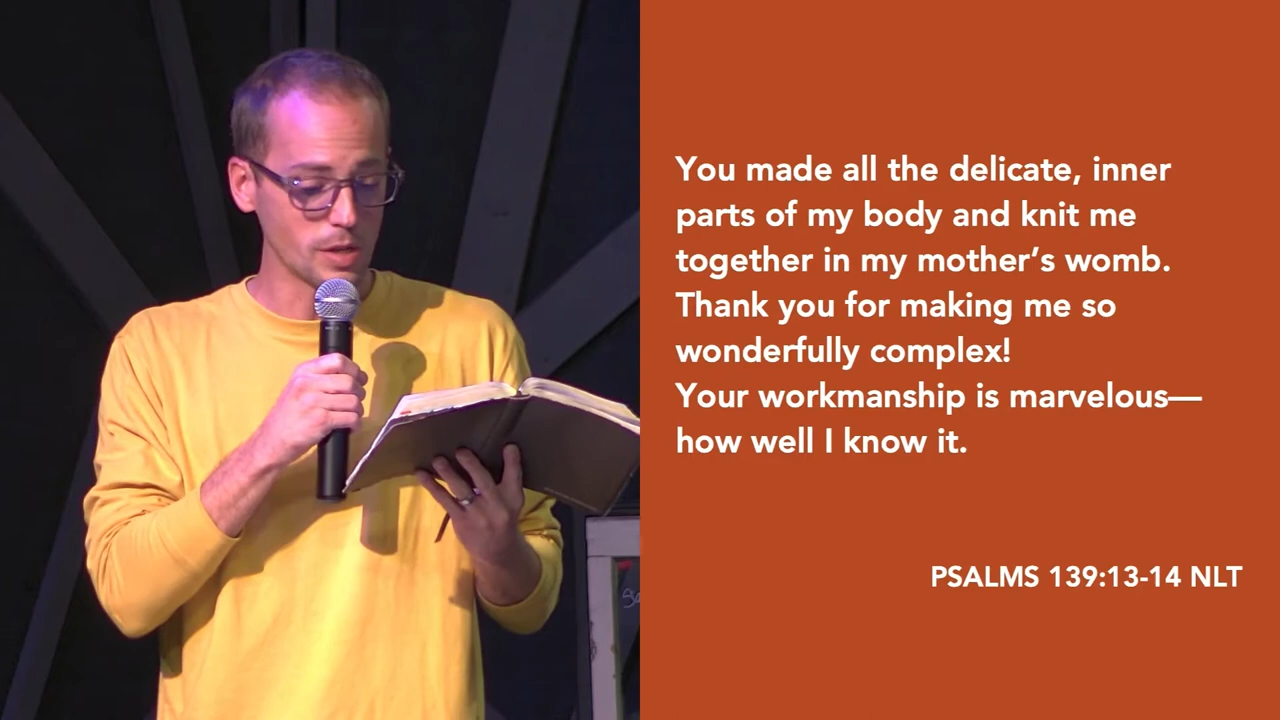 You made all the delicate, inner
parts of my body and knit me
together in my mother’s womb.
Thank you for making me so
wonderfully complex!
Your workmanship is marvelous—
how well I know it.
PSALMS 139:13-14 NLT